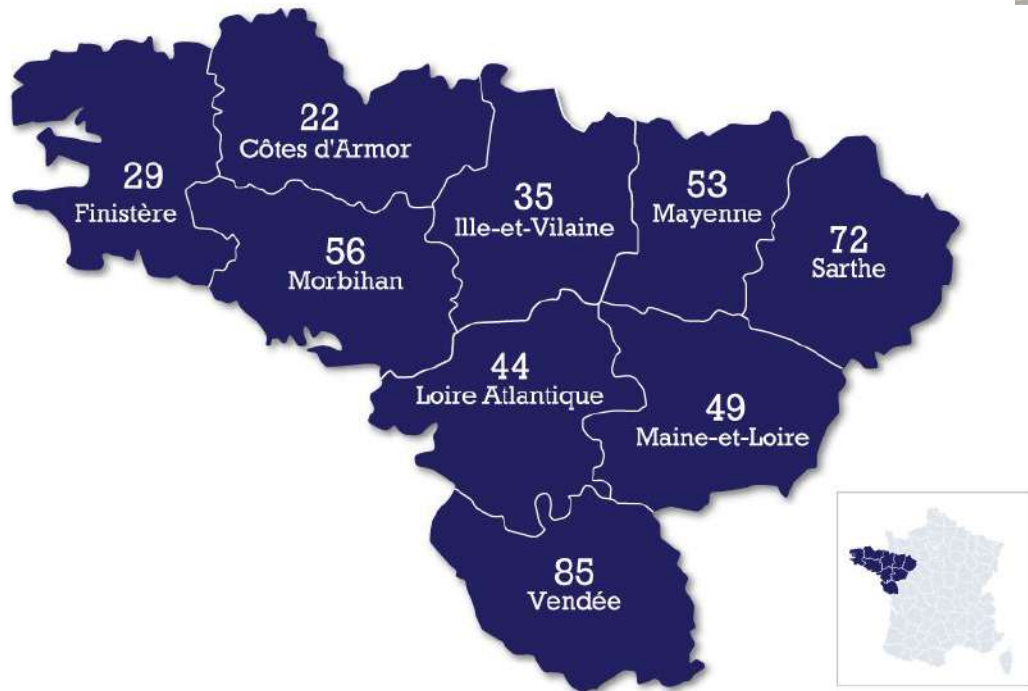 22
Côtes d'Armor
29
Finistère
35
Ille-et-Vilaine
53
Mayenne
72
Sarthe
56
Morbihan
44
Loire Atlantique
49
Maine-et-Loire
85
Vendée